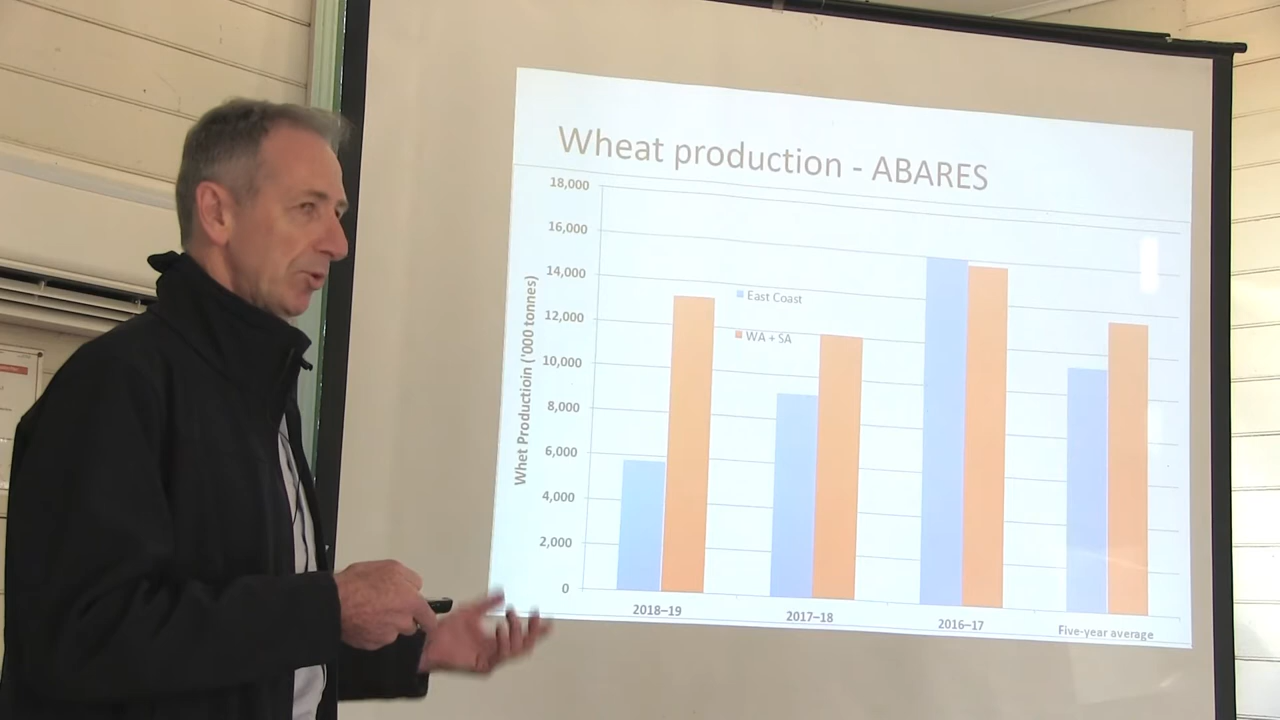 Wheat production - ABARES
18,000
16,000
14,000
12,000
10,000
8,000
6,000
4,000
2,000
0
Whet Productioin ('000 tonnes)
East Coast
WA + SA
2018–19
2017–18
2016–17
Five-year average